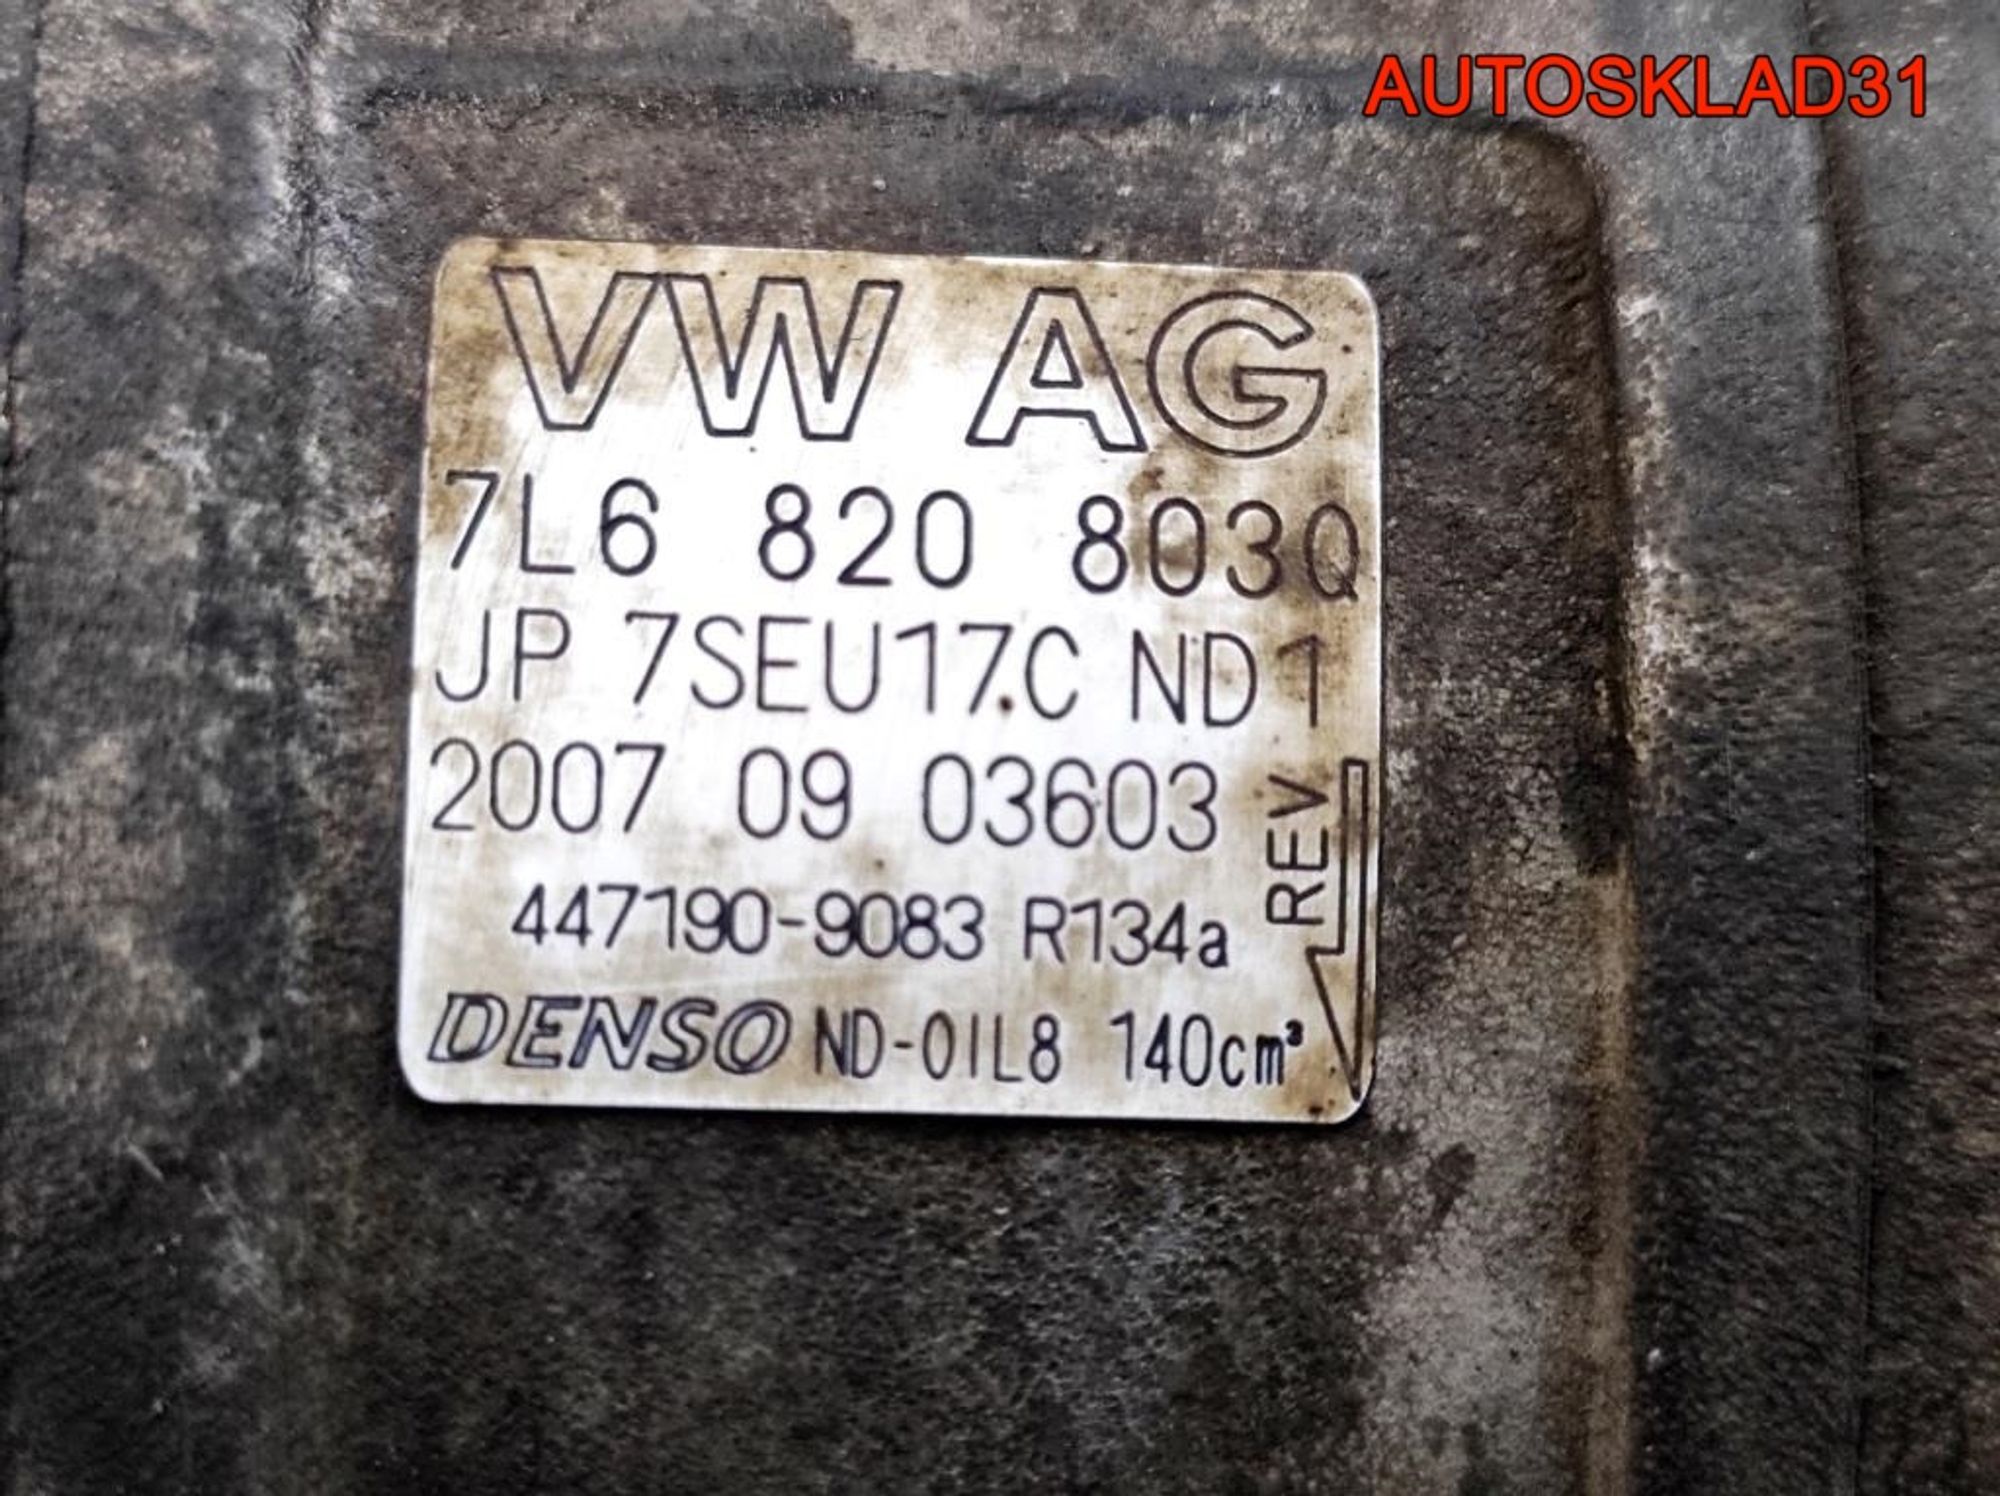 AUTOSKLAD31
VW AG
7L6 820 803Q
JP 7SEU17.C ND1
2007 09 03603
REV
447190-9083 R134a
DENSO ND-OIL8 140cm³